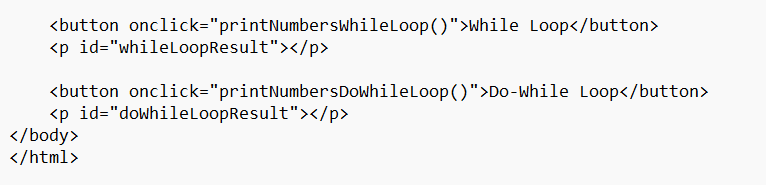 <button onclick="printNumbersWhileLoop()">While Loop</button>
<p id="whileLoopResult"></p>
<button onclick="printNumbersDoWhileLoop()">Do-While Loop</button>
<p id="doWhileLoopResult"></p>
</body>
</html>